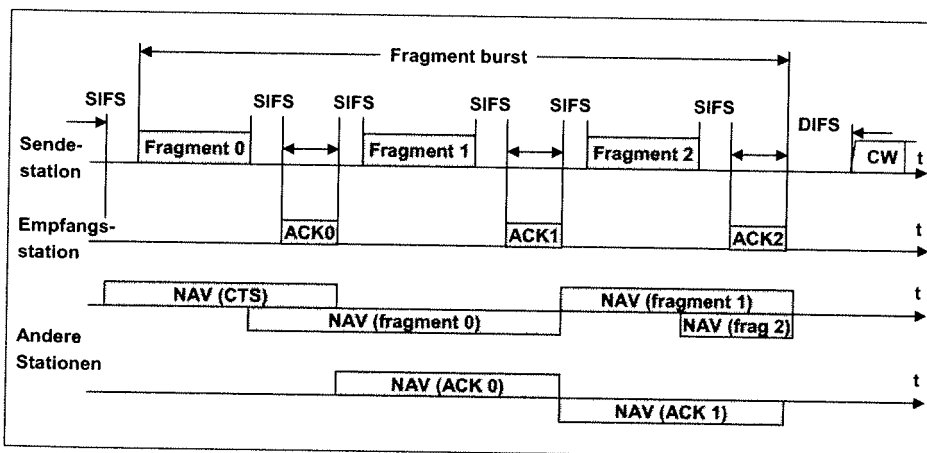 Fragment burst
SIFS SIFS SIFS SIFS SIFS SIFS
DIFS
Sende-
station
Fragment 0 Fragment 1 Fragment 2 CW t
Empfangs-
station
ACK0 ACK1 ACK2 t
NAV (CTS) NAV (fragment 1) t
NAV (fragment 0) NAV (frag 2)
Andere
Stationen
NAV (ACK 0) t
NAV (ACK 1)